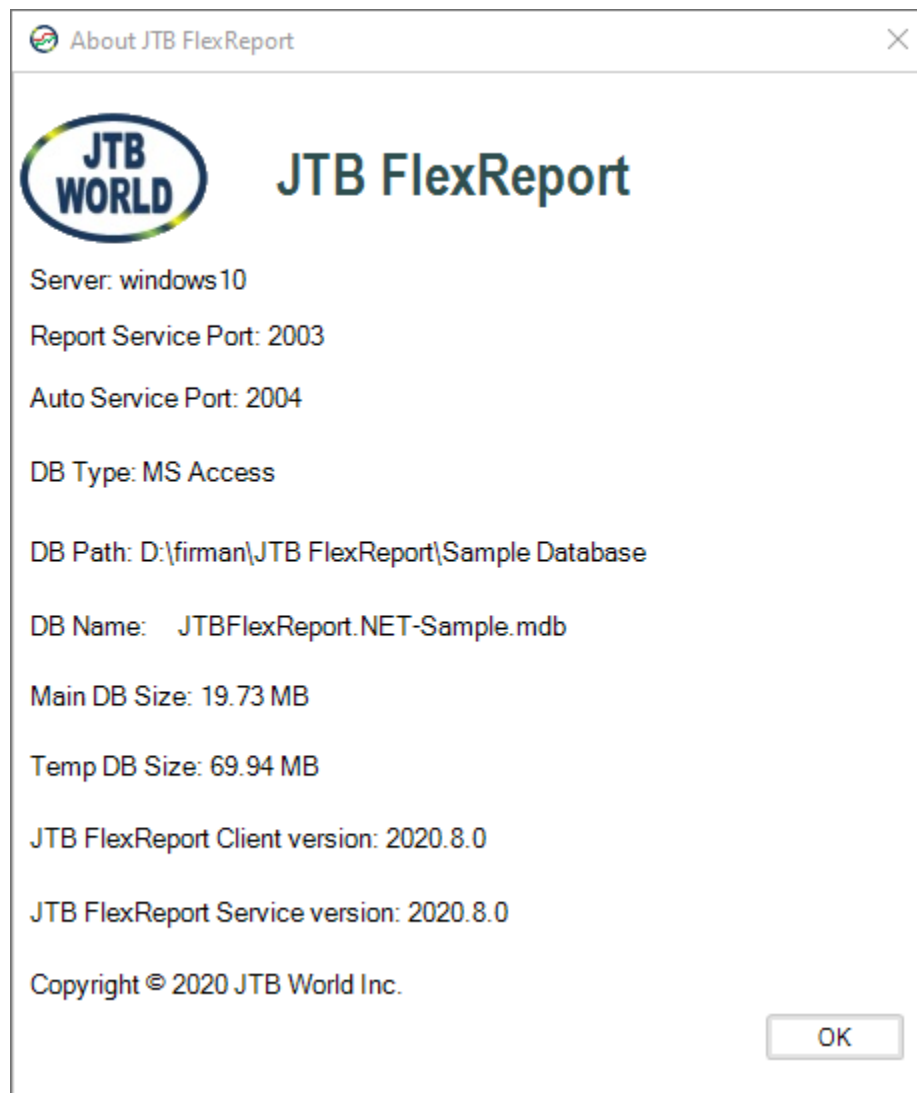 About JTB FlexReport
JTB
WORLD
JTB FlexReport
Server: windows10
Report Service Port: 2003
Auto Service Port: 2004
DB Type: MS Access
DB Path: D:\firman\JTB FlexReport\Sample Database
DB Name: JTBFlexReport.NET-Sample.mdb
Main DB Size: 19.73 MB
Temp DB Size: 69.94 MB
JTB FlexReport Client version: 2020.8.0
JTB FlexReport Service version: 2020.8.0
Copyright © 2020 JTB World Inc.
OK